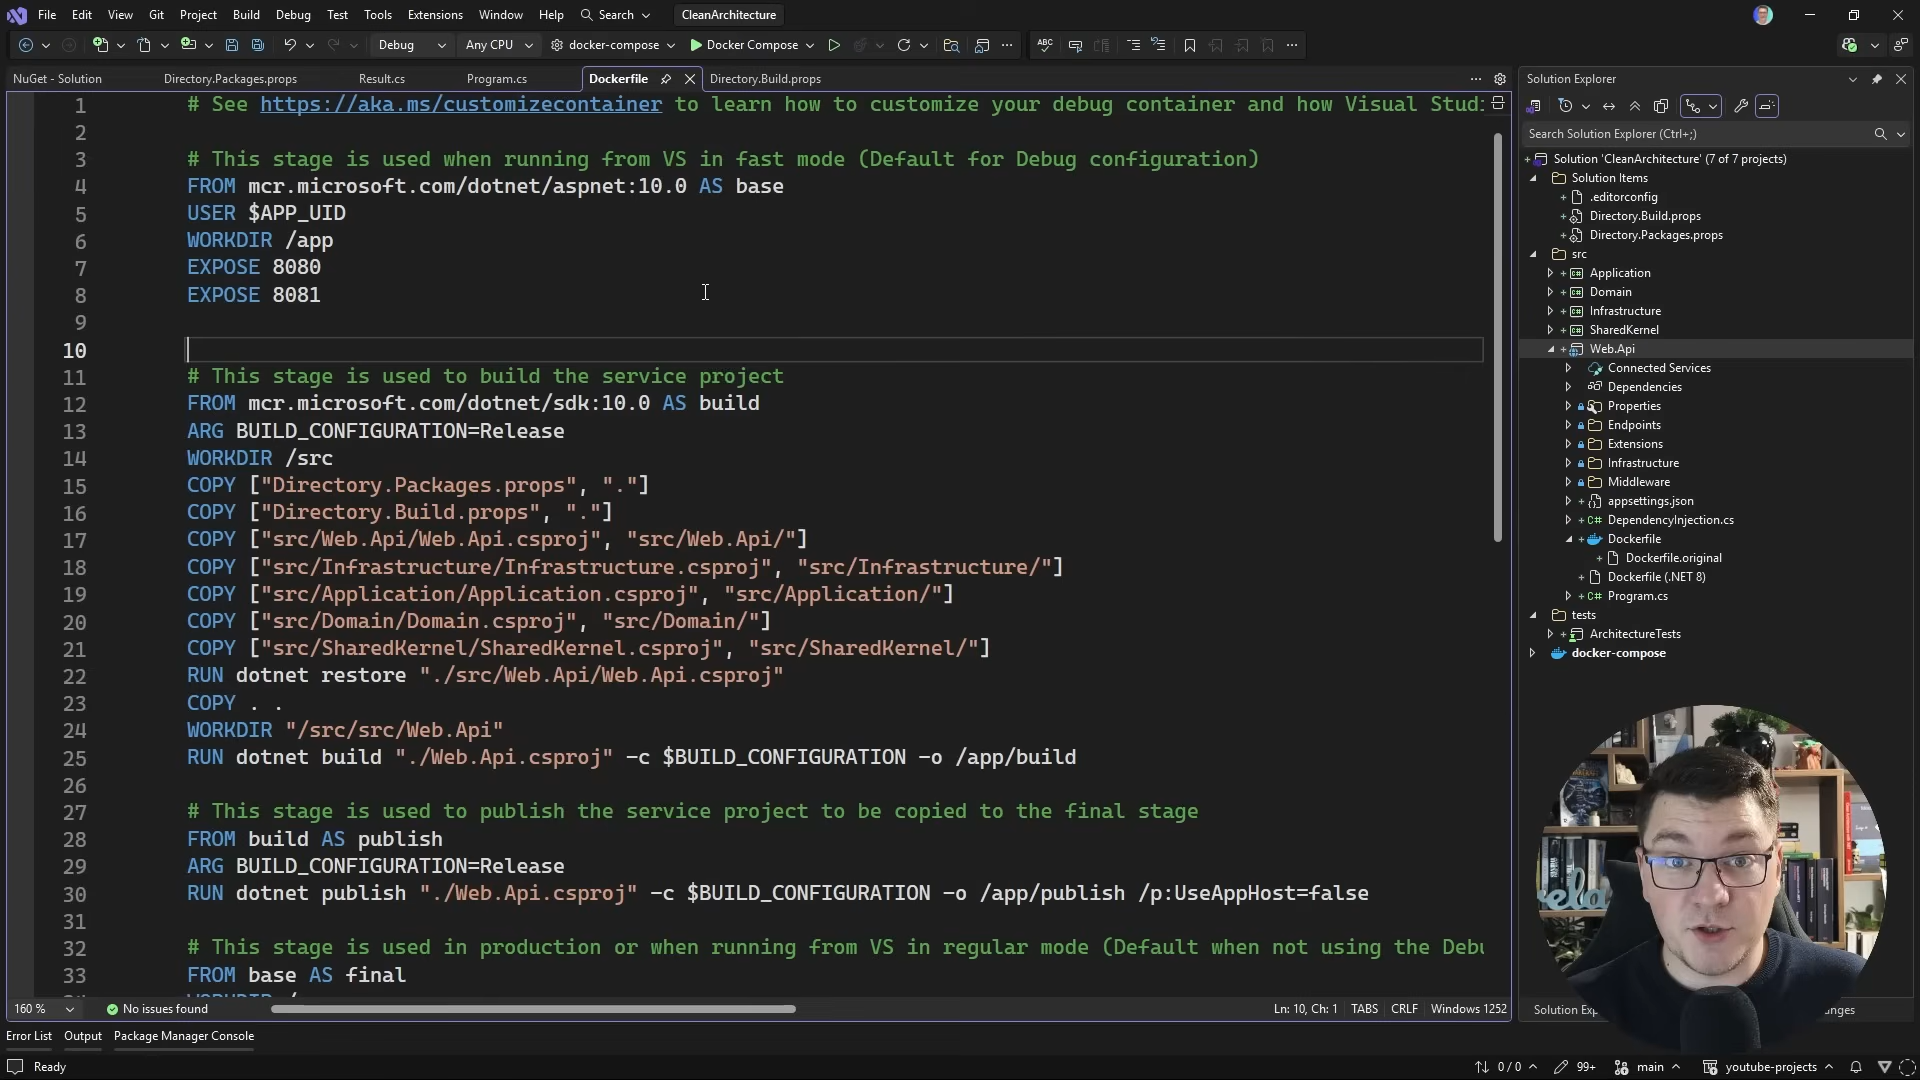 File Edit View Git Project Build Debug Test Tools Extensions Window Help Search CleanArchitecture
Debug Any CPU docker-compose Docker Compose
NuGet - Solution Directory.Packages.props Result.cs Program.cs Dockerfile Directory.Build.props
1 # See https://aka.ms/customizecontainer to learn how to customize your debug container and how Visual Studi
2
3 # This stage is used when running from VS in fast mode (Default for Debug configuration)
4 FROM mcr.microsoft.com/dotnet/aspnet:10.0 AS base
5 USER $APP_UID
6 WORKDIR /app
7 EXPOSE 8080
8 EXPOSE 8081
9
10
11 # This stage is used to build the service project
12 FROM mcr.microsoft.com/dotnet/sdk:10.0 AS build
13 ARG BUILD_CONFIGURATION=Release
14 WORKDIR /src
15 COPY ["Directory.Packages.props", "."]
16 COPY ["Directory.Build.props", "."]
17 COPY ["src/Web.Api/Web.Api.csproj", "src/Web.Api/"]
18 COPY ["src/Infrastructure/Infrastructure.csproj", "src/Infrastructure/"]
19 COPY ["src/Application/Application.csproj", "src/Application/"]
20 COPY ["src/Domain/Domain.csproj", "src/Domain/"]
21 COPY ["src/SharedKernel/SharedKernel.csproj", "src/SharedKernel/"]
22 RUN dotnet restore "./src/Web.Api/Web.Api.csproj"
23 COPY . .
24 WORKDIR "/src/src/Web.Api"
25 RUN dotnet build "./Web.Api.csproj" -c $BUILD_CONFIGURATION -o /app/build
26
27 # This stage is used to publish the service project to be copied to the final stage
28 FROM build AS publish
29 ARG BUILD_CONFIGURATION=Release
30 RUN dotnet publish "./Web.Api.csproj" -c $BUILD_CONFIGURATION -o /app/publish /p:UseAppHost=false
31
32 # This stage is used in production or when running from VS in regular mode (Default when not using the Debu
33 FROM base AS final
160 % No issues found Ln: 10, Ch: 1 TABS CRLF Windows 1252
Solution Explorer
Search Solution Explorer (Ctrl+;)
Solution 'CleanArchitecture' (7 of 7 projects)
Solution Items
.editorconfig
Directory.Build.props
Directory.Packages.props
src
Application
Domain
Infrastructure
SharedKernel
Web.Api
Connected Services
Dependencies
Properties
Endpoints
Extensions
Infrastructure
Middleware
appsettings.json
DependencyInjection.cs
Dockerfile
Dockerfile.original
Dockerfile (.NET 8)
Program.cs
tests
ArchitectureTests
docker-compose
Solution Exp anges
Error List Output Package Manager Console
Ready 0 / 0 99+ main youtube-projects